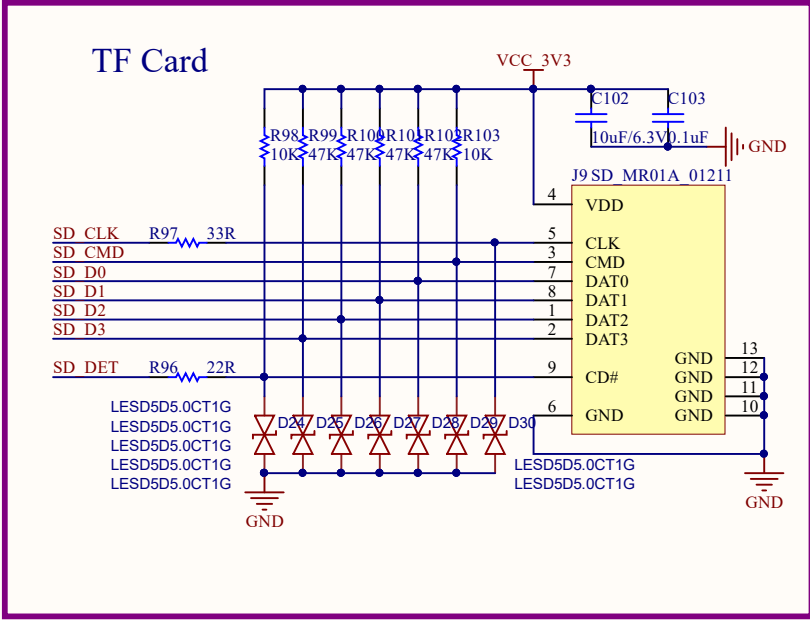 TF Card
VCC_3V3
C102 C103
10uF/6.3V 0.1uF
GND
R98 R99 R100 R101 R102 R103
10K 47K 47K 47K 47K 10K
J9 SD_MR01A_01211
4 VDD
SD_CLK R97 33R 5 CLK
SD_CMD 3 CMD
SD_D0 7 DAT0
SD_D1 8 DAT1
SD_D2 1 DAT2
SD_D3 2 DAT3
GND 13
SD_DET R96 22R 9 CD# GND 12
GND 11
6 GND GND 10
LESD5D5.0CT1G
LESD5D5.0CT1G
LESD5D5.0CT1G
LESD5D5.0CT1G
LESD5D5.0CT1G
D24 D25 D26 D27 D28 D29 D30
LESD5D5.0CT1G
LESD5D5.0CT1G
GND
GND